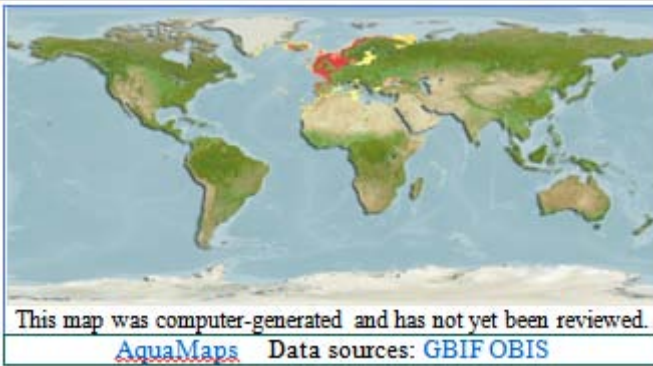 This map was computer-generated and has not yet been reviewed.
AquaMaps Data sources: GBIF OBIS